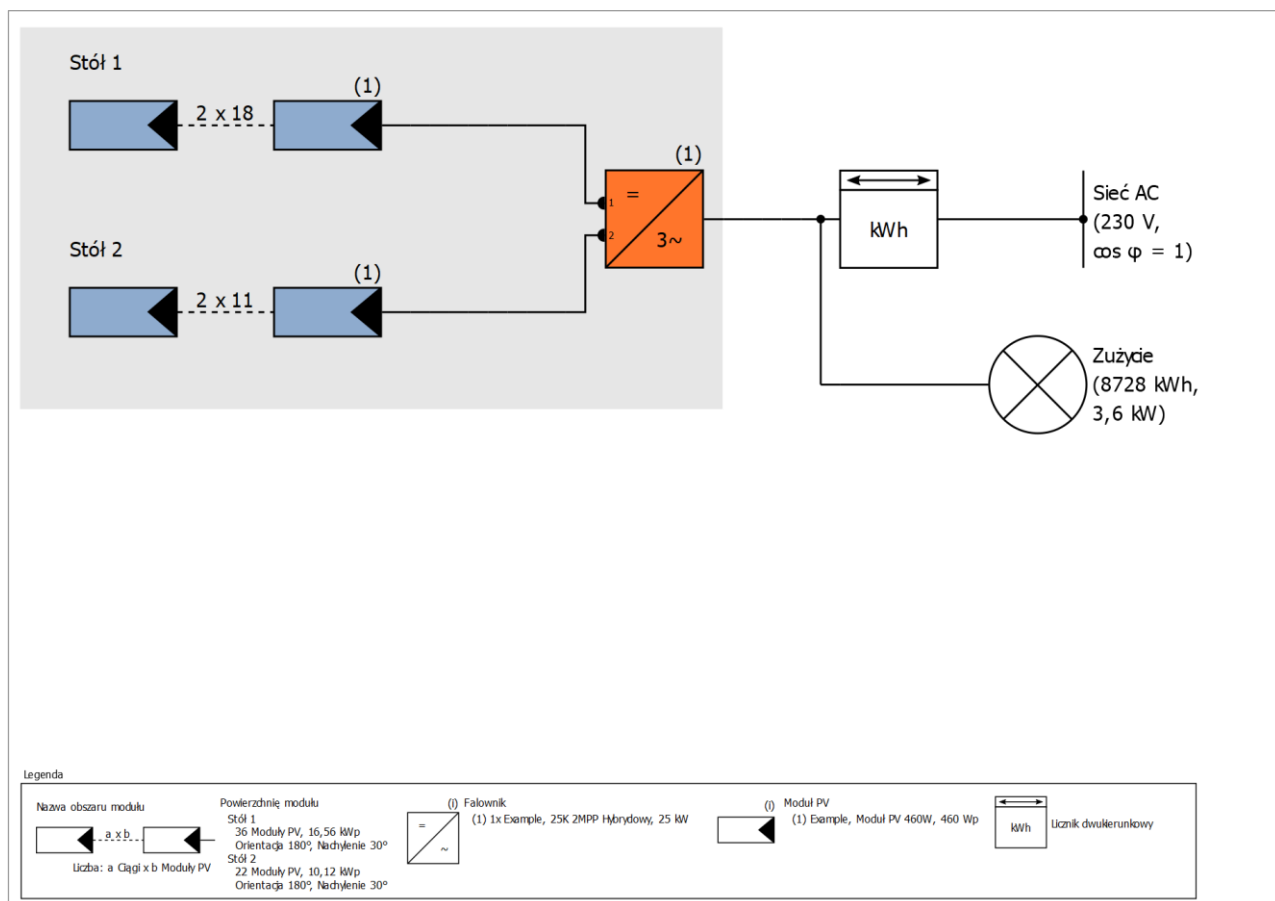 Stół 1
(1)
2 x 18
(1)
1
=
2
3~
Stół 2
(1)
2 x 11
kWh
Sieć AC
(230 V,
cos φ = 1)
Zużycie
(8728 kWh,
3,6 kW)
Legenda
Nazwa obszaru modułu
a x b
Liczba: a Ciągi x b Moduły PV
Powierzchnię modułu
Stół 1
36 Moduły PV, 16,56 kWp
Orientacja 180°, Nachylenie 30°
Stół 2
22 Moduły PV, 10,12 kWp
Orientacja 180°, Nachylenie 30°
=
~
(i) Falownik
(1) 1x Example, 25K 2MPP Hybrydowy, 25 kW
(i) Moduł PV
(1) Example, Moduł PV 460W, 460 Wp
kWh
Licznik dwukierunkowy